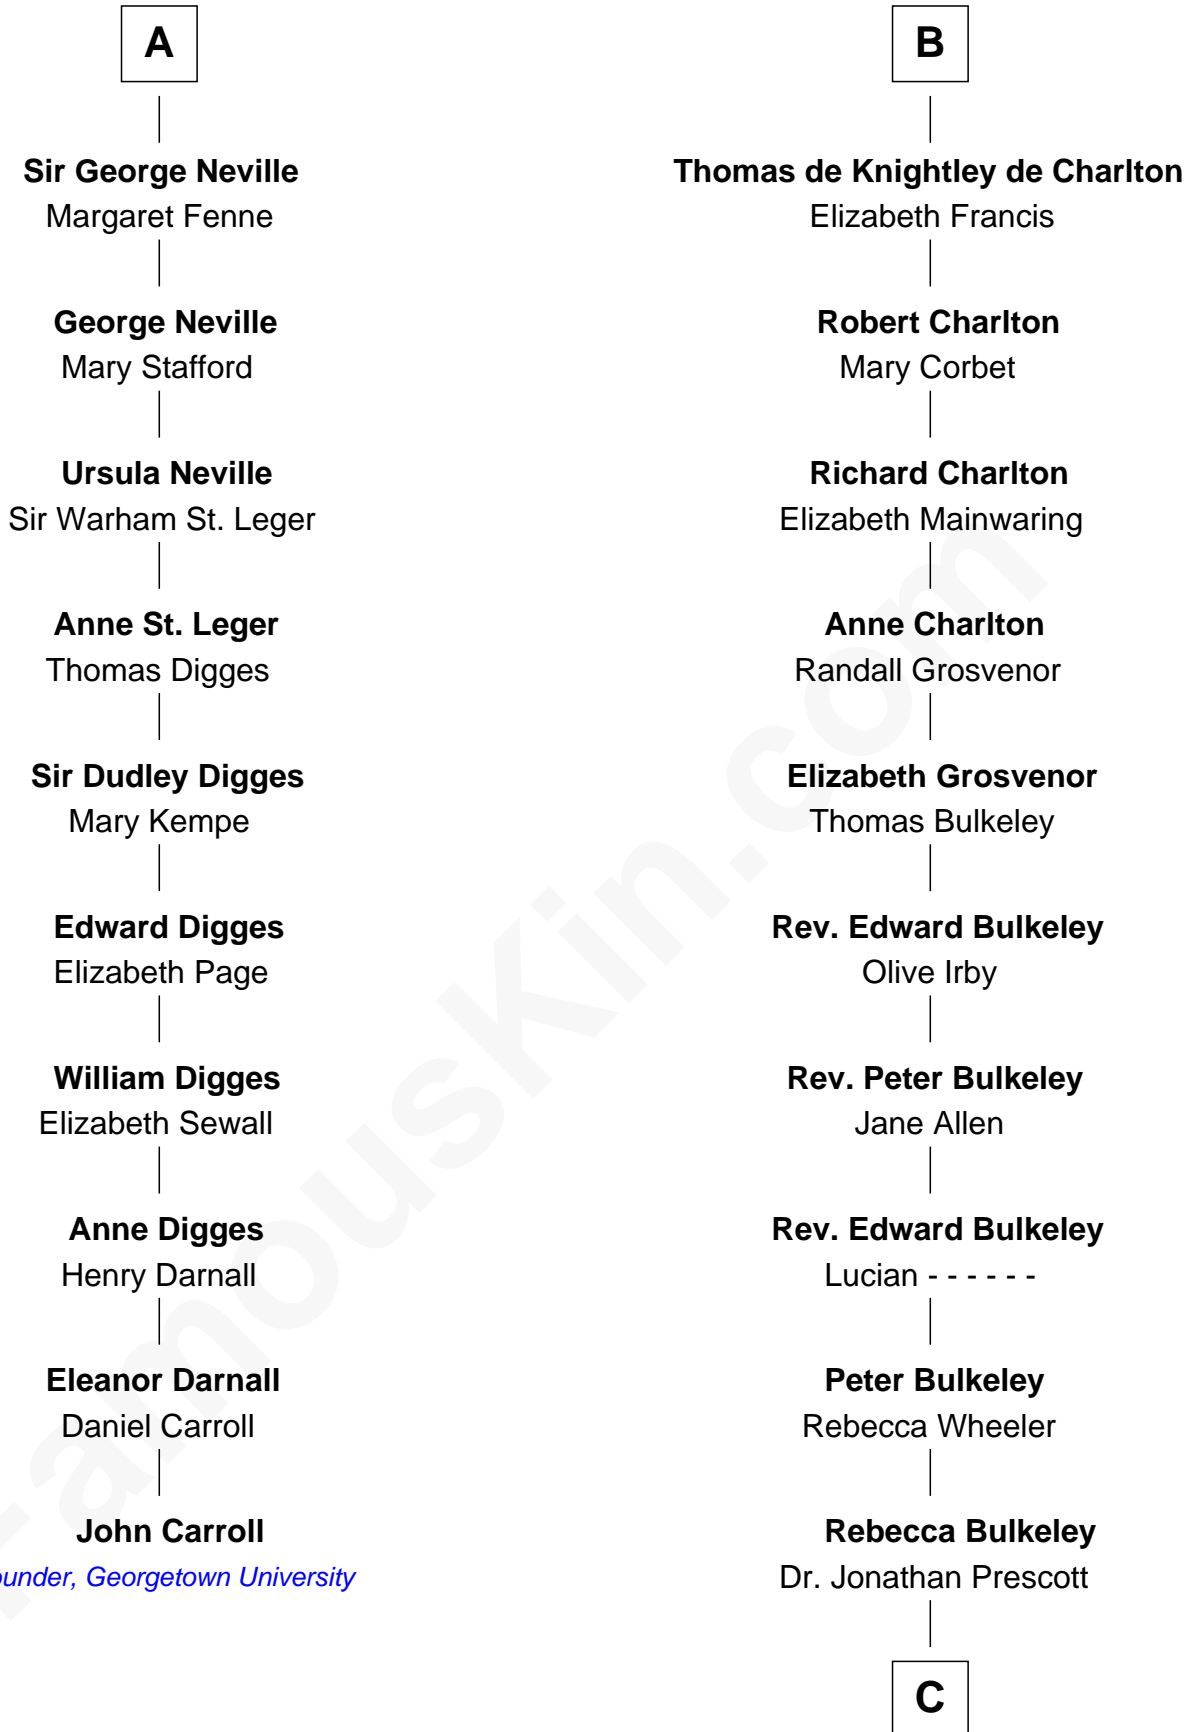 A
Sir George Neville
Margaret Fenne
George Neville
Mary Stafford
Ursula Neville
Sir Warham St. Leger
Anne St. Leger
Thomas Digges
Sir Dudley Digges
Mary Kempe
Edward Digges
Elizabeth Page
William Digges
Elizabeth Sewall
Anne Digges
Henry Darnall
Eleanor Darnall
Daniel Carroll
John Carroll
ounder, Georgetown University
B
Thomas de Knightley de Charlton
Elizabeth Francis
Robert Charlton
Mary Corbet
Richard Charlton
Elizabeth Mainwaring
Anne Charlton
Randall Grosvenor
Elizabeth Grosvenor
Thomas Bulkeley
Rev. Edward Bulkeley
Olive Irby
Rev. Peter Bulkeley
Jane Allen
Rev. Edward Bulkeley
Lucian - - - - - -
Peter Bulkeley
Rebecca Wheeler
Rebecca Bulkeley
Dr. Jonathan Prescott
C
FamousKin.com